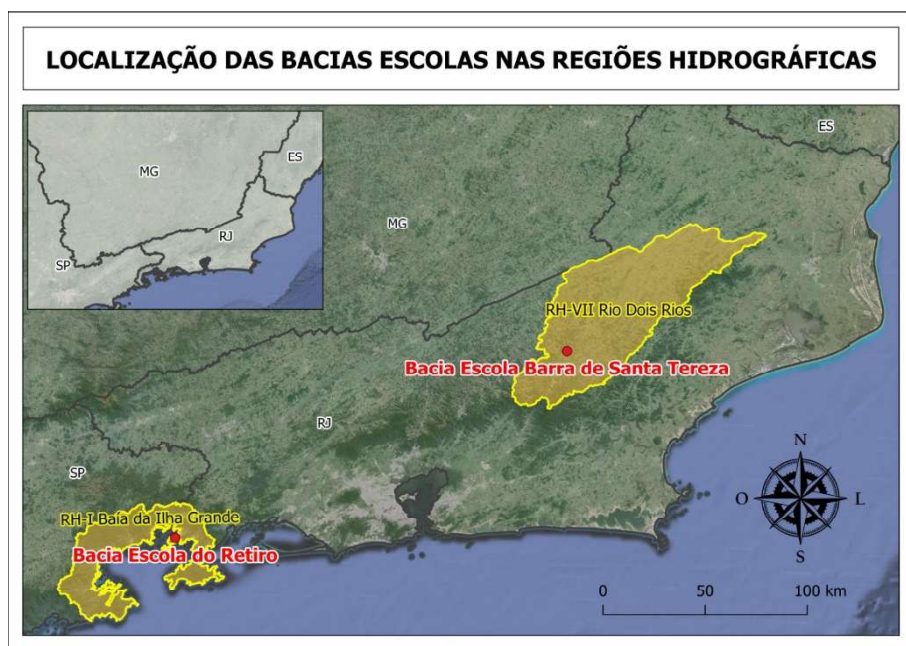 LOCALIZAÇÃO DAS BACIAS ESCOLAS NAS REGIÕES HIDROGRÁFICAS
ES
MG
ES
RJ
SP
MG
RH-VII Rio Dois Rios
Bacia Escola Barra de Santa Tereza
RJ
SP
RH-I Baía da Ilha Grande
Bacia Escola do Retiro
N
O L
S
0 50 100 km